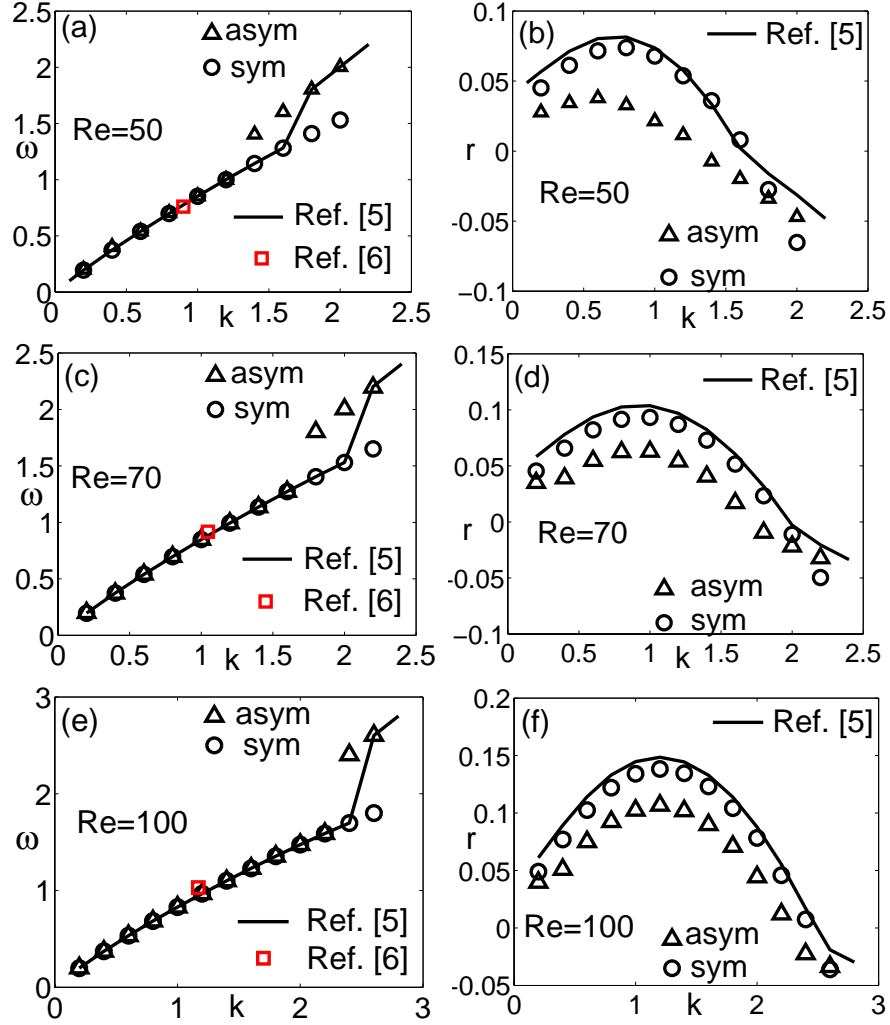 (a)
asym
sym
Re=50
Ref. [5]
Ref. [6]
ω
2.5
2
1.5
1
0.5
0
0 0.5 1 1.5 2 2.5
k
(b)
Ref. [5]
Re=50
asym
sym
r
0.1
0.05
0
−0.05
−0.1
0 0.5 1 1.5 2 2.5
k
(c)
asym
sym
Re=70
Ref. [5]
Ref. [6]
ω
2.5
2
1.5
1
0.5
0
0 0.5 1 1.5 2 2.5
k
(d)
Ref. [5]
Re=70
asym
sym
r
0.15
0.1
0.05
0
−0.05
−0.1
0 0.5 1 1.5 2 2.5
k
(e)
asym
sym
Re=100
Ref. [5]
Ref. [6]
ω
3
2
1
0
0 1 2 3
k
(f)
Ref. [5]
Re=100
asym
sym
r
0.2
0.15
0.1
0.05
0
−0.05
0 1 2 3
k